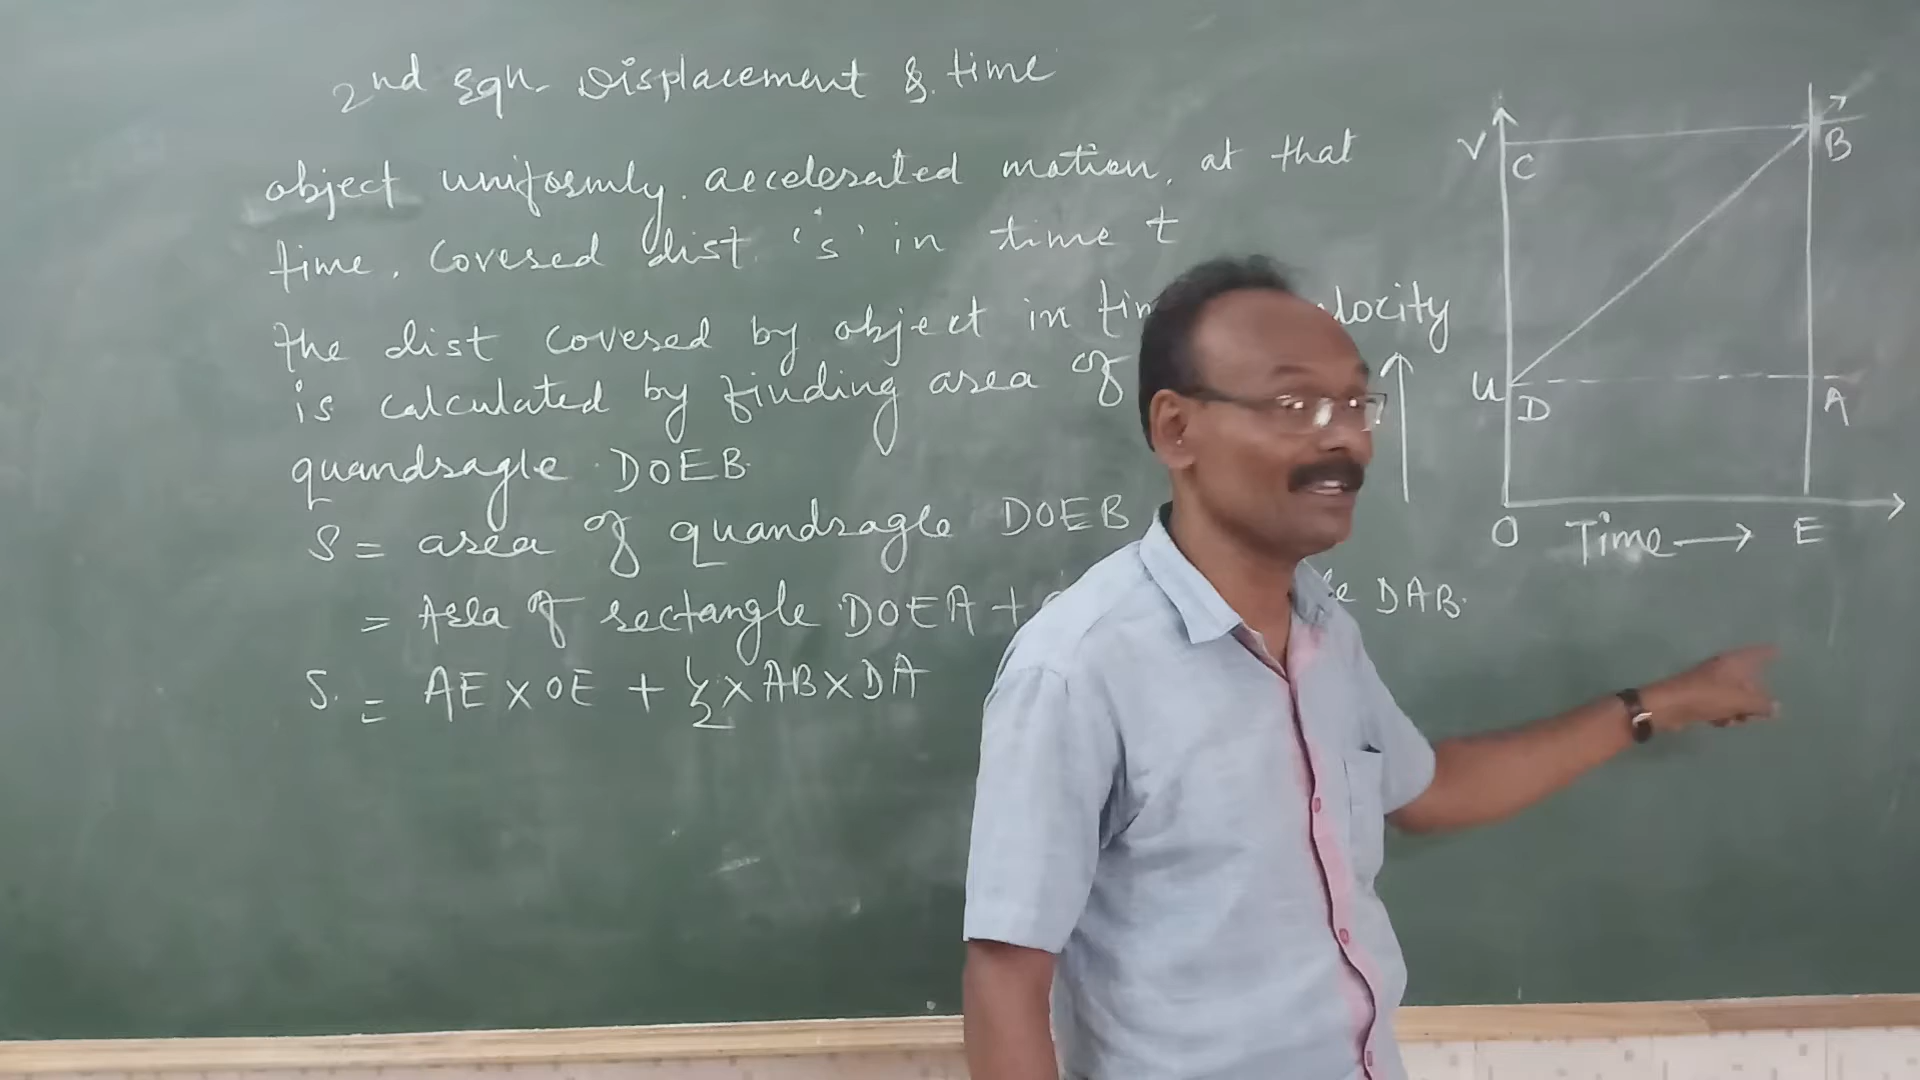 2nd Eqn. Displacement & time
object uniformly. accelerated motion, at that
time. Covered dist. 's' in time t
The dist covered by object in
is calculated by finding area of
quandragle DOEB.
S = area of quandragle DOEB
= Area of rectangle DOEA + DAB.
S. = AE x OE + 1/2 x AB x DA
V
C
B
u
D
A
O
Time →
E